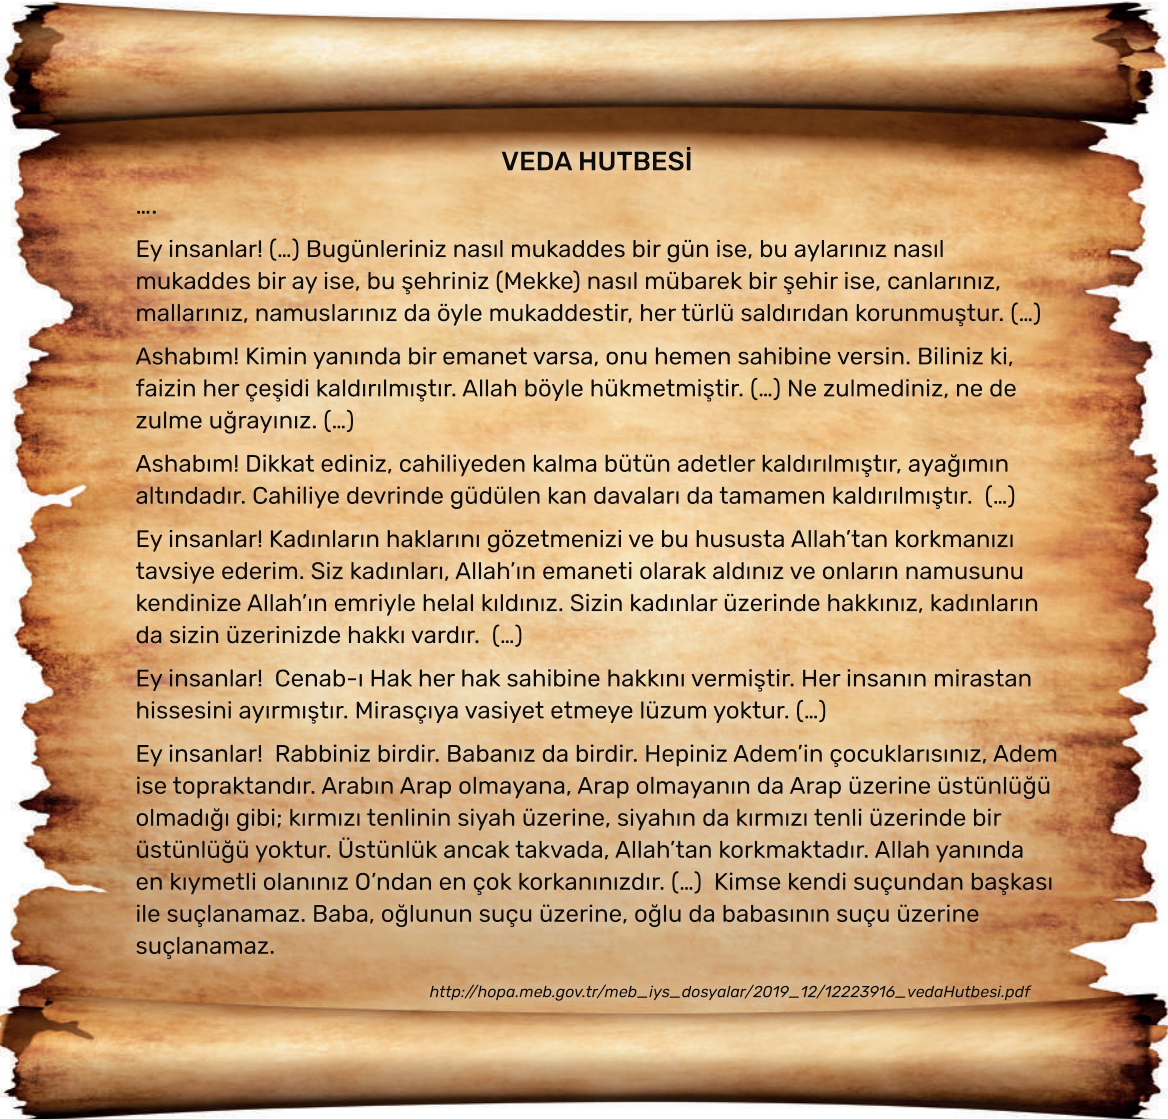 VEDA HUTBESİ
....
Ey insanlar! (...) Bugünleriniz nasıl mukaddes bir gün ise, bu aylarınız nasıl
mukaddes bir ay ise, bu şehriniz (Mekke) nasıl mübarek bir şehir ise, canlarınız,
mallarınız, namuslarınız da öyle mukaddestir, her türlü saldırıdan korunmuştur. (...)
Ashabım! Kimin yanında bir emanet varsa, onu hemen sahibine versin. Biliniz ki,
faizin her çeşidi kaldırılmıştır. Allah böyle hükmetmiştir. (...) Ne zulmediniz, ne de
zulme uğrayınız. (...)
Ashabım! Dikkat ediniz, cahiliyeden kalma bütün adetler kaldırılmıştır, ayağımın
altındadır. Cahiliye devrinde güdülen kan davaları da tamamen kaldırılmıştır. (...)
Ey insanlar! Kadınların haklarını gözetmenizi ve bu hususta Allah'tan korkmanızı
tavsiye ederim. Siz kadınları, Allah'ın emaneti olarak aldınız ve onların namusunu
kendinize Allah'ın emriyle helal kıldınız. Sizin kadınlar üzerinde hakkınız, kadınların
da sizin üzerinizde hakkı vardır. (...)
Ey insanlar! Cenab-ı Hak her hak sahibine hakkını vermiştir. Her insanın mirastan
hissesini ayırmıştır. Mirasçıya vasiyet etmeye lüzum yoktur. (...)
Ey insanlar! Rabbiniz birdir. Babanız da birdir. Hepiniz Adem'in çocuklarısınız, Adem
ise topraktandır. Arabın Arap olmayana, Arap olmayanın da Arap üzerine üstünlüğü
olmadığı gibi; kırmızı tenlinin siyah üzerine, siyahın da kırmızı tenli üzerinde bir
üstünlüğü yoktur. Üstünlük ancak takvada, Allah'tan korkmaktadır. Allah yanında
en kıymetli olanınız O'ndan en çok korkanınızdır. (...) Kimse kendi suçundan başkası
ile suçlanamaz. Baba, oğlunun suçu üzerine, oğlu da babasının suçu üzerine
suçlanamaz.
http://hopa.meb.gov.tr/meb_iys_dosyalar/2019_12/12223916_vedaHutbesi.pdf